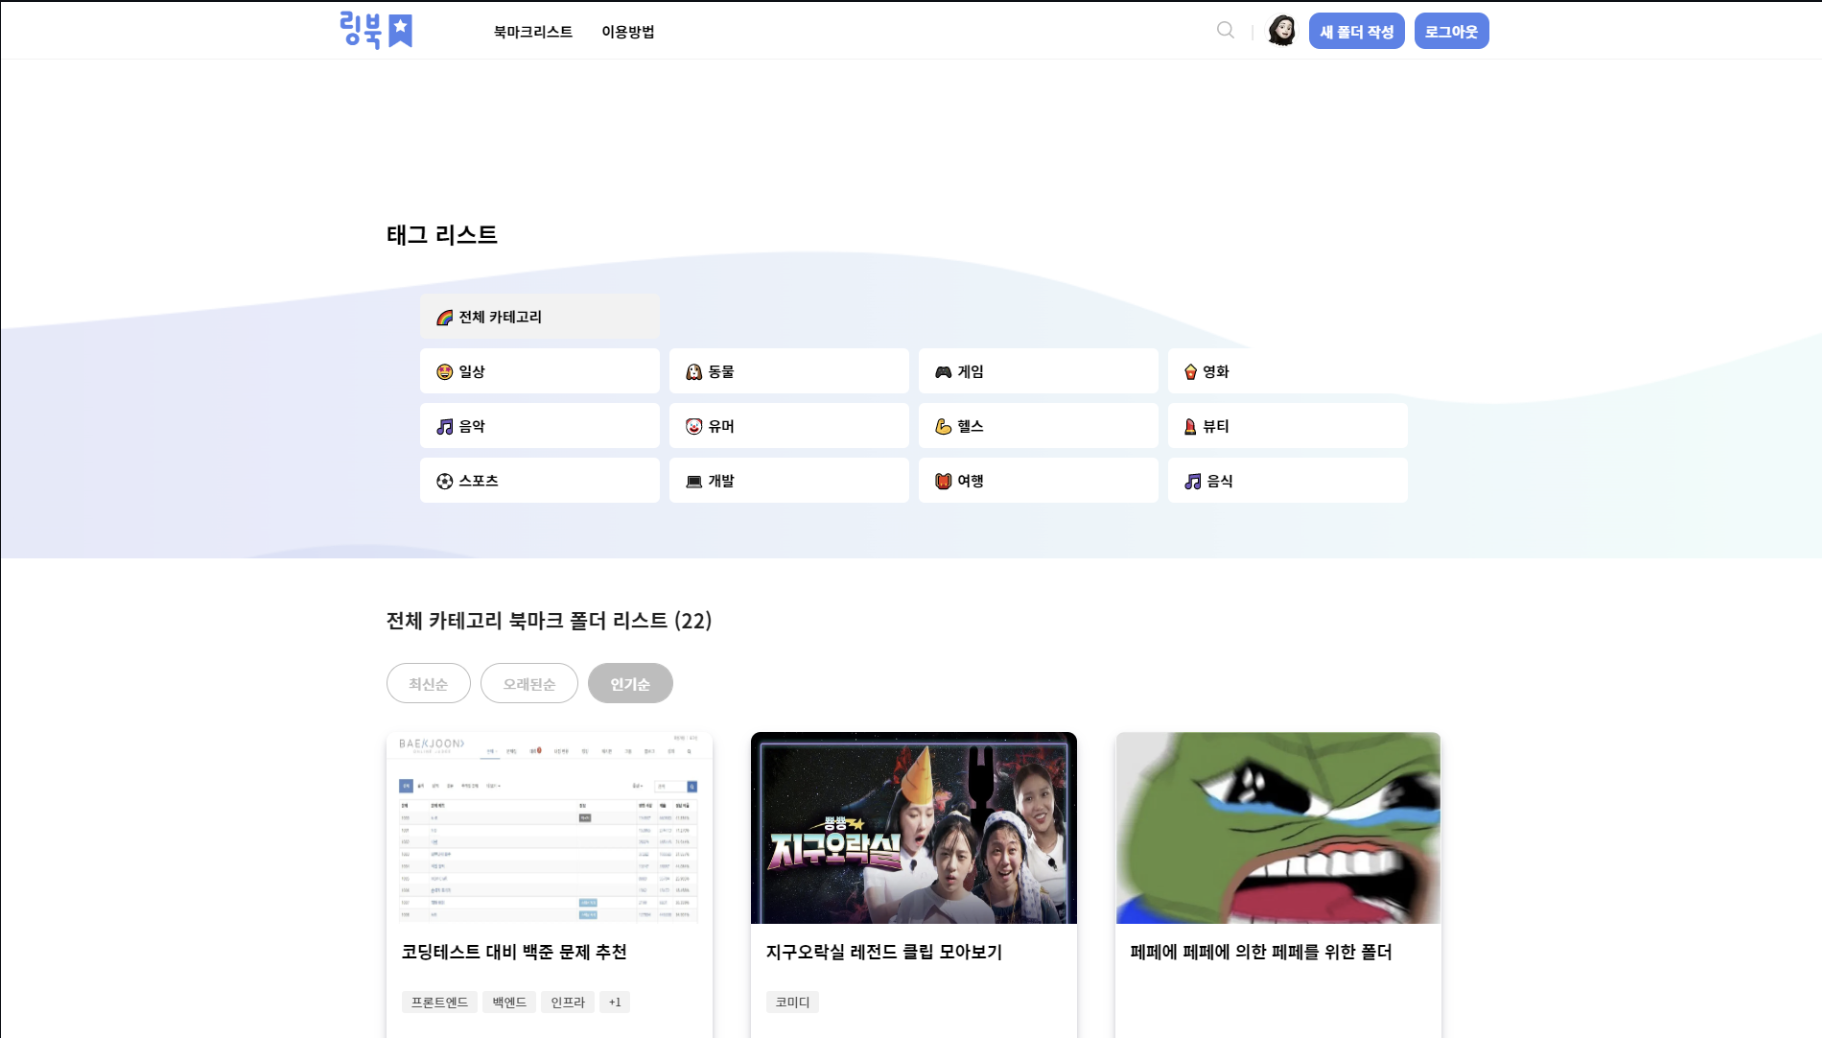 링북
북마크리스트
이용방법
새 폴더 작성
로그아웃
태그 리스트
전체 카테고리
일상
동물
게임
영화
음악
유머
헬스
뷰티
스포츠
개발
여행
음식
전체 카테고리 북마크 폴더 리스트 (22)
최신순
오래된순
인기순
BAEKJOON
ONLINE JUDGE
뿅뿅
지구오락실
코딩테스트 대비 백준 문제 추천
지구오락실 레전드 클립 모아보기
페페에 페페에 의한 페페를 위한 폴더
프론트엔드
백엔드
인프라
+1
코미디